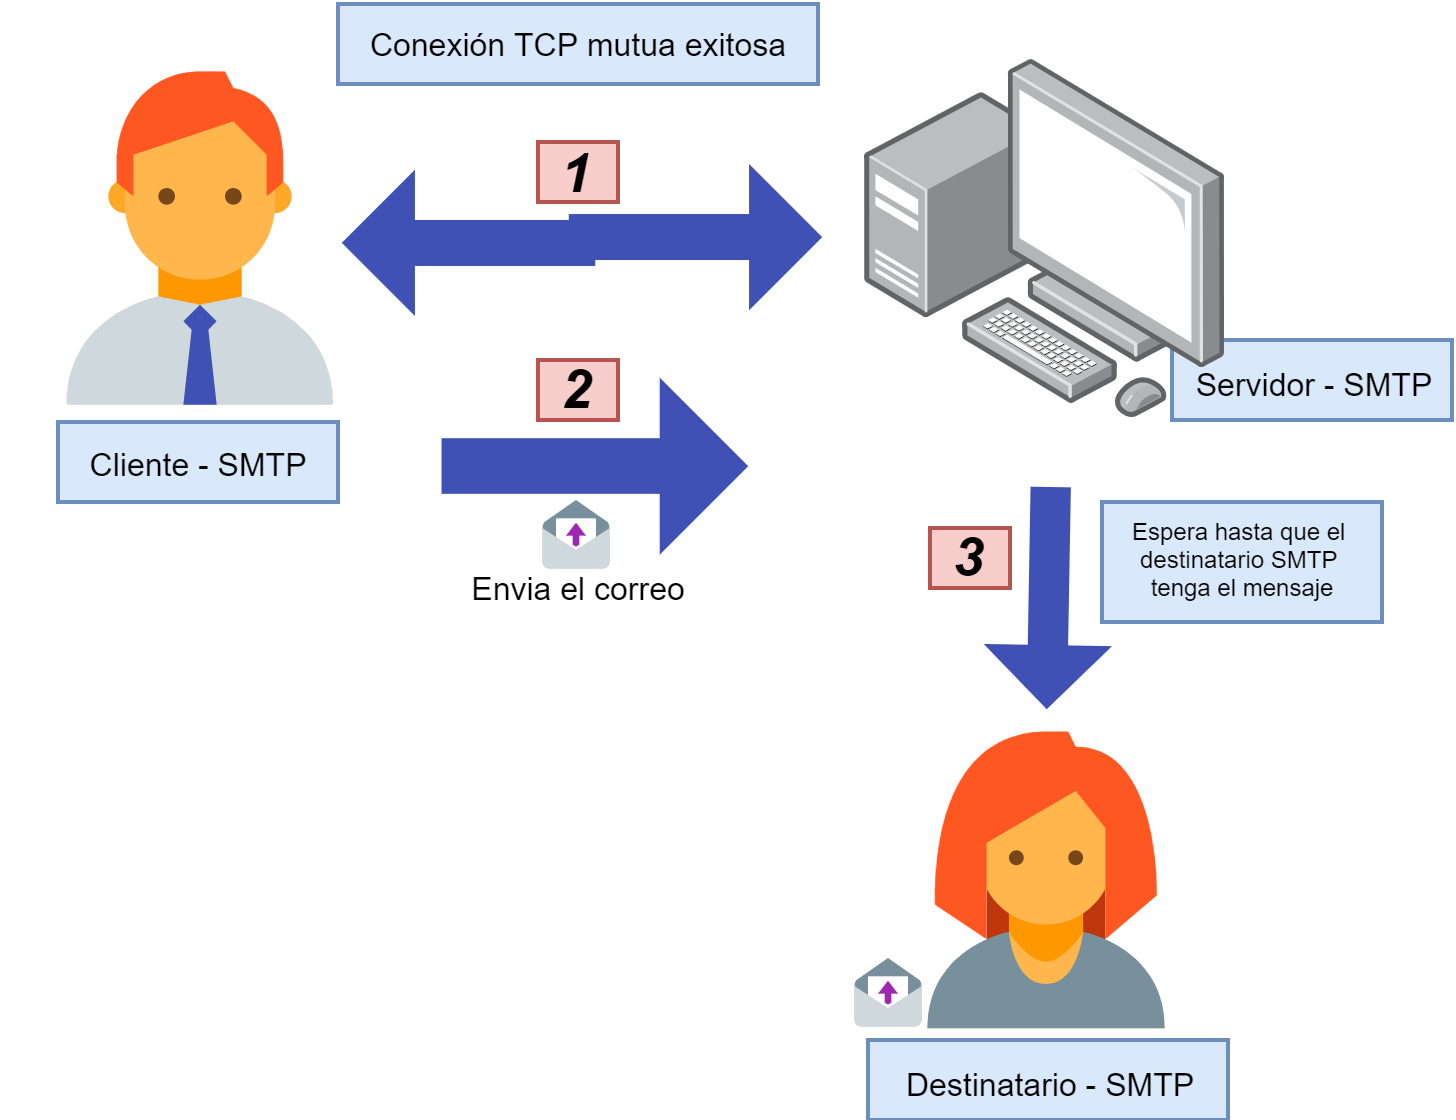 Conexión TCP mutua exitosa
1
2
Servidor - SMTP
Cliente - SMTP
Envia el correo
3
Espera hasta que el
destinatario SMTP
tenga el mensaje
Destinatario - SMTP